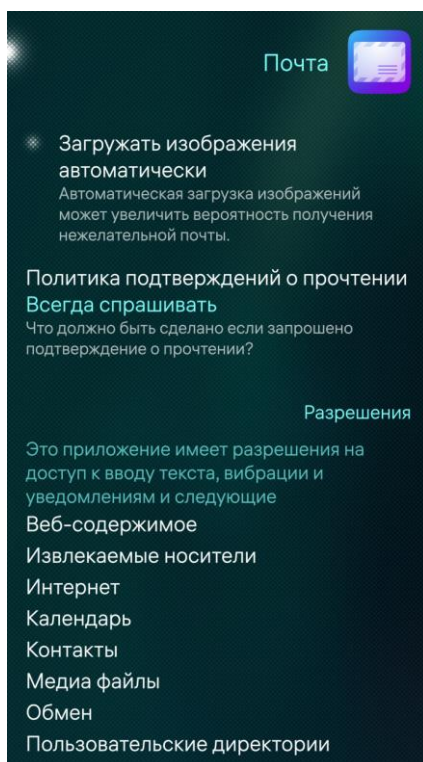 Почта
Загружать изображения
автоматически
Автоматическая загрузка изображений
может увеличить вероятность получения
нежелательной почты.
Политика подтверждений о прочтении
Всегда спрашивать
Что должно быть сделано если запрошено
подтверждение о прочтении?
Разрешения
Это приложение имеет разрешения на
доступ к вводу текста, вибрации и
уведомлениям и следующие
Веб-содержимое
Извлекаемые носители
Интернет
Календарь
Контакты
Медиа файлы
Обмен
Пользовательские директории